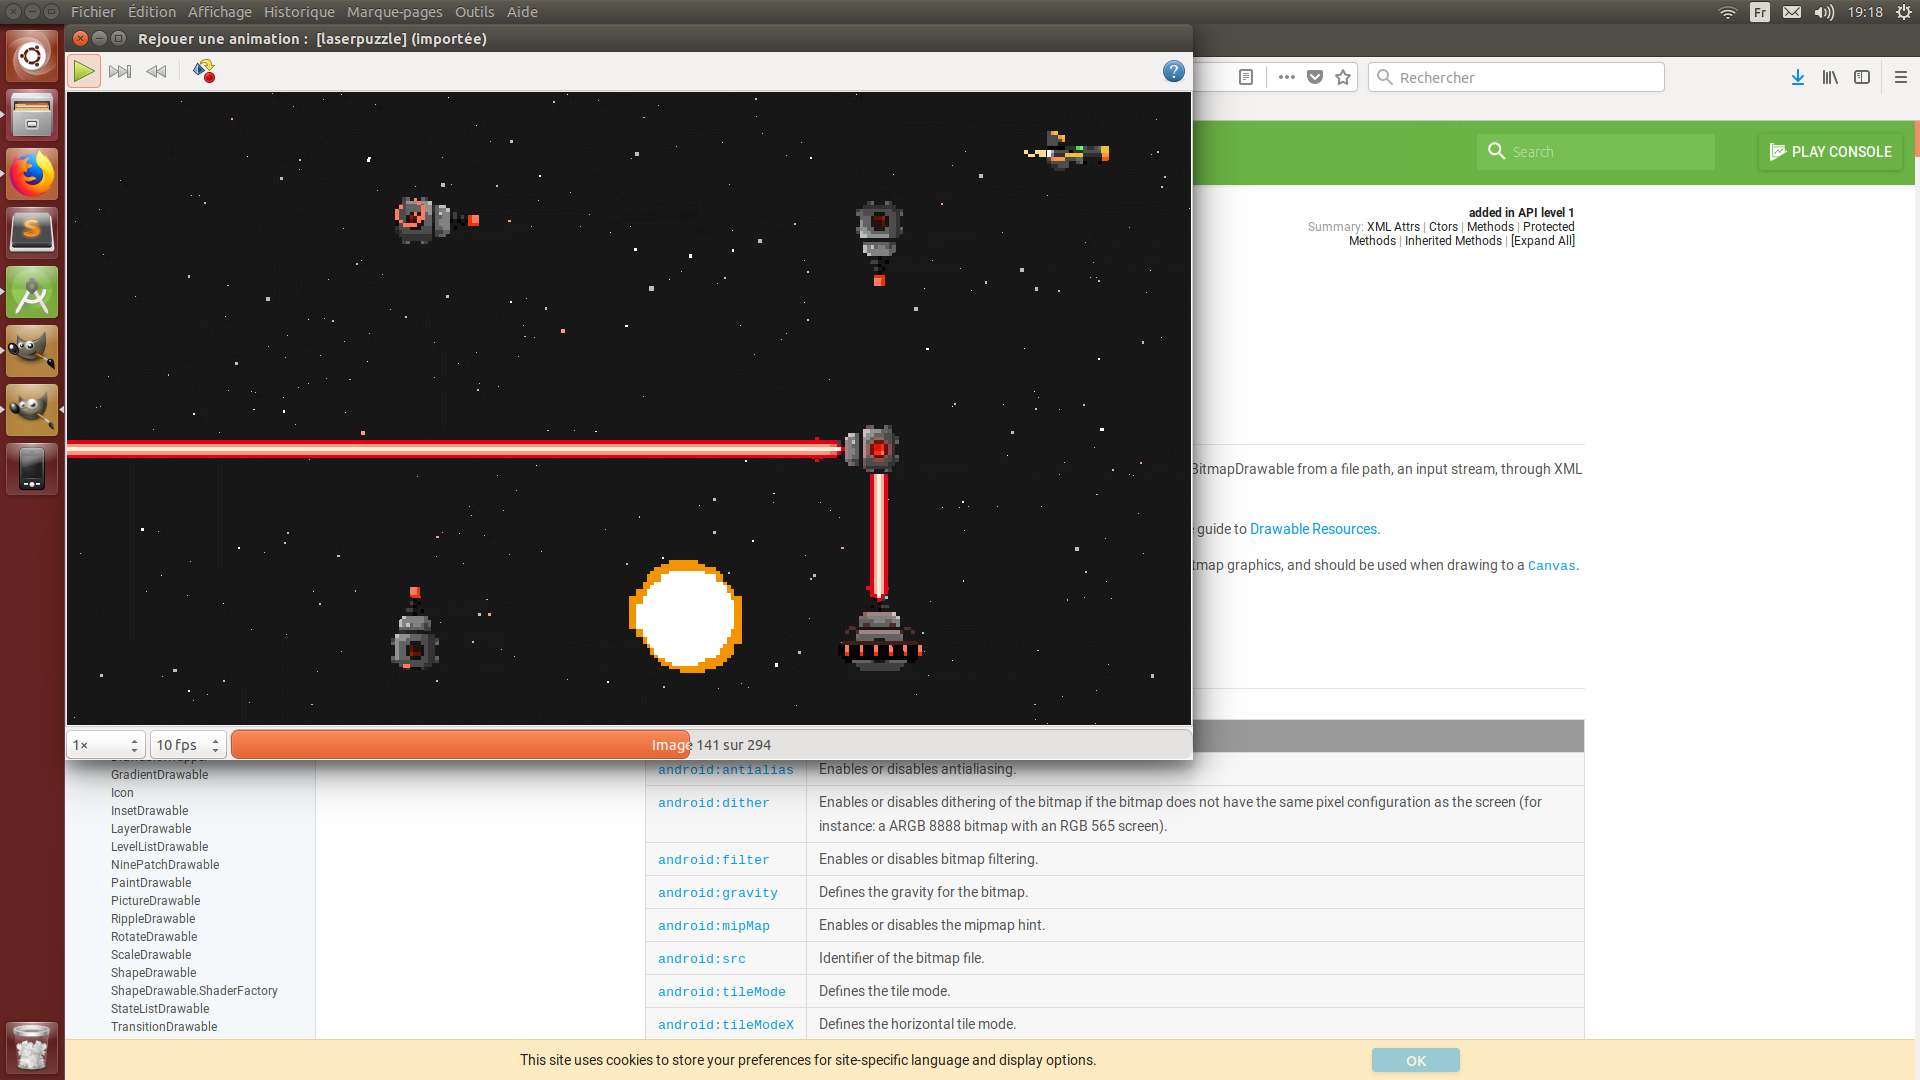 Fichier Édition Affichage Historique Marque-pages Outils Aide
Fr 19:18
Rejouer une animation : [laserpuzzle] (importée)
?
Rechercher
Search
PLAY CONSOLE
added in API level 1
Summary: XML Attrs | Ctors | Methods | Protected
Methods | Inherited Methods | [Expand All]
BitmapDrawable from a file path, an input stream, through XML
guide to Drawable Resources.
tmap graphics, and should be used when drawing to a Canvas.
1× 10 fps Image 141 sur 294
android:antialias Enables or disables antialiasing.
android:dither Enables or disables dithering of the bitmap if the bitmap does not have the same pixel configuration as the screen (for
instance: a ARGB 8888 bitmap with an RGB 565 screen).
android:filter Enables or disables bitmap filtering.
android:gravity Defines the gravity for the bitmap.
android:mipMap Enables or disables the mipmap hint.
android:src Identifier of the bitmap file.
android:tileMode Defines the tile mode.
android:tileModeX Defines the horizontal tile mode.
GradientDrawable
Icon
InsetDrawable
LayerDrawable
LevelListDrawable
NinePatchDrawable
PaintDrawable
PictureDrawable
RippleDrawable
RotateDrawable
ScaleDrawable
ShapeDrawable
ShapeDrawable.ShaderFactory
StateListDrawable
TransitionDrawable
This site uses cookies to store your preferences for site-specific language and display options.
OK